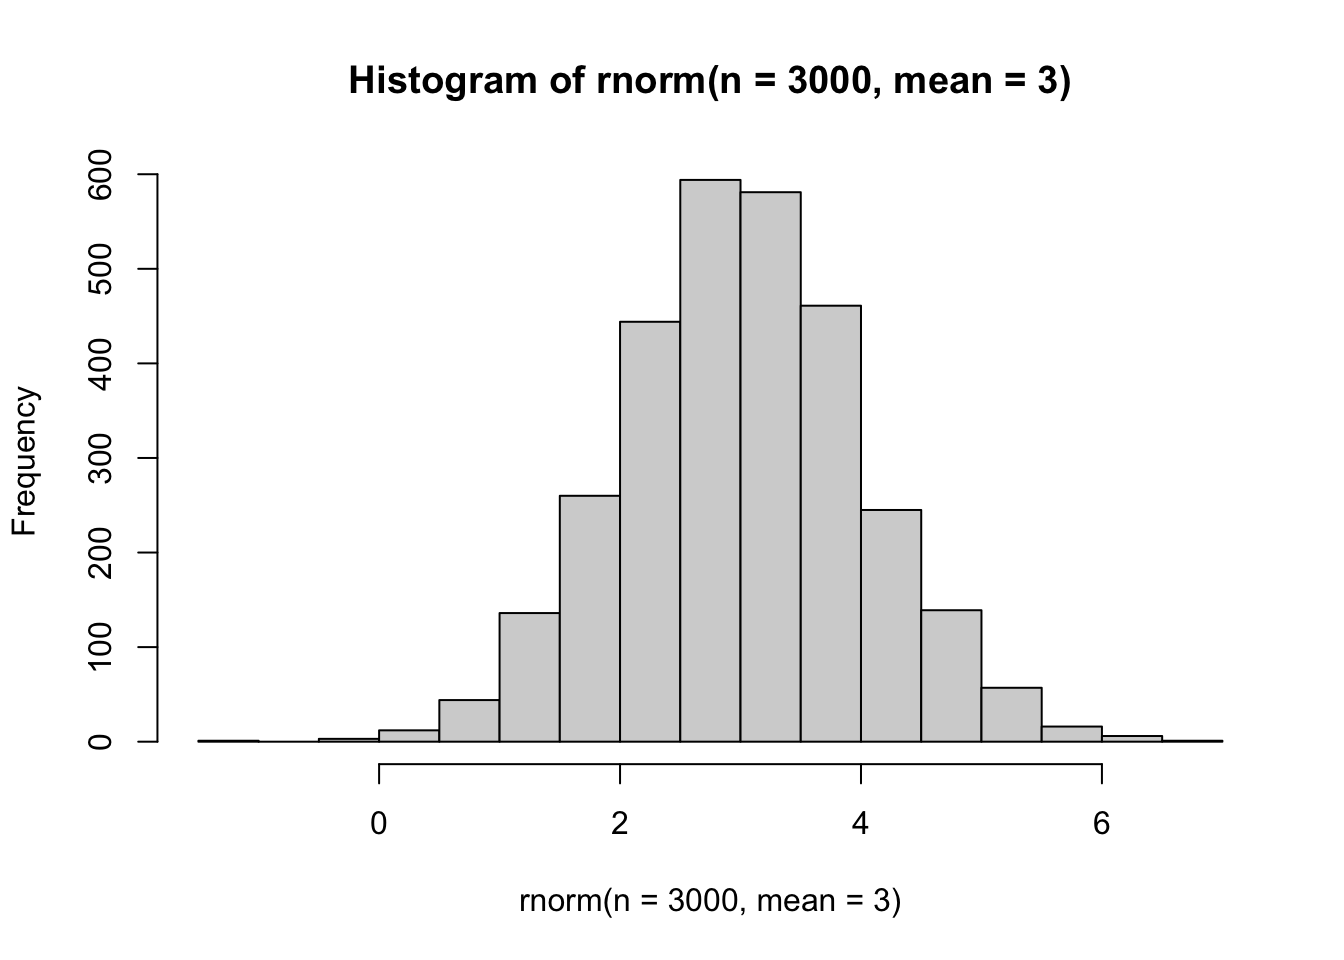 Histogram of rnorm(n = 3000, mean = 3)
Frequency
600
500
400
300
200
100
0
0 2 4 6
rnorm(n = 3000, mean = 3)